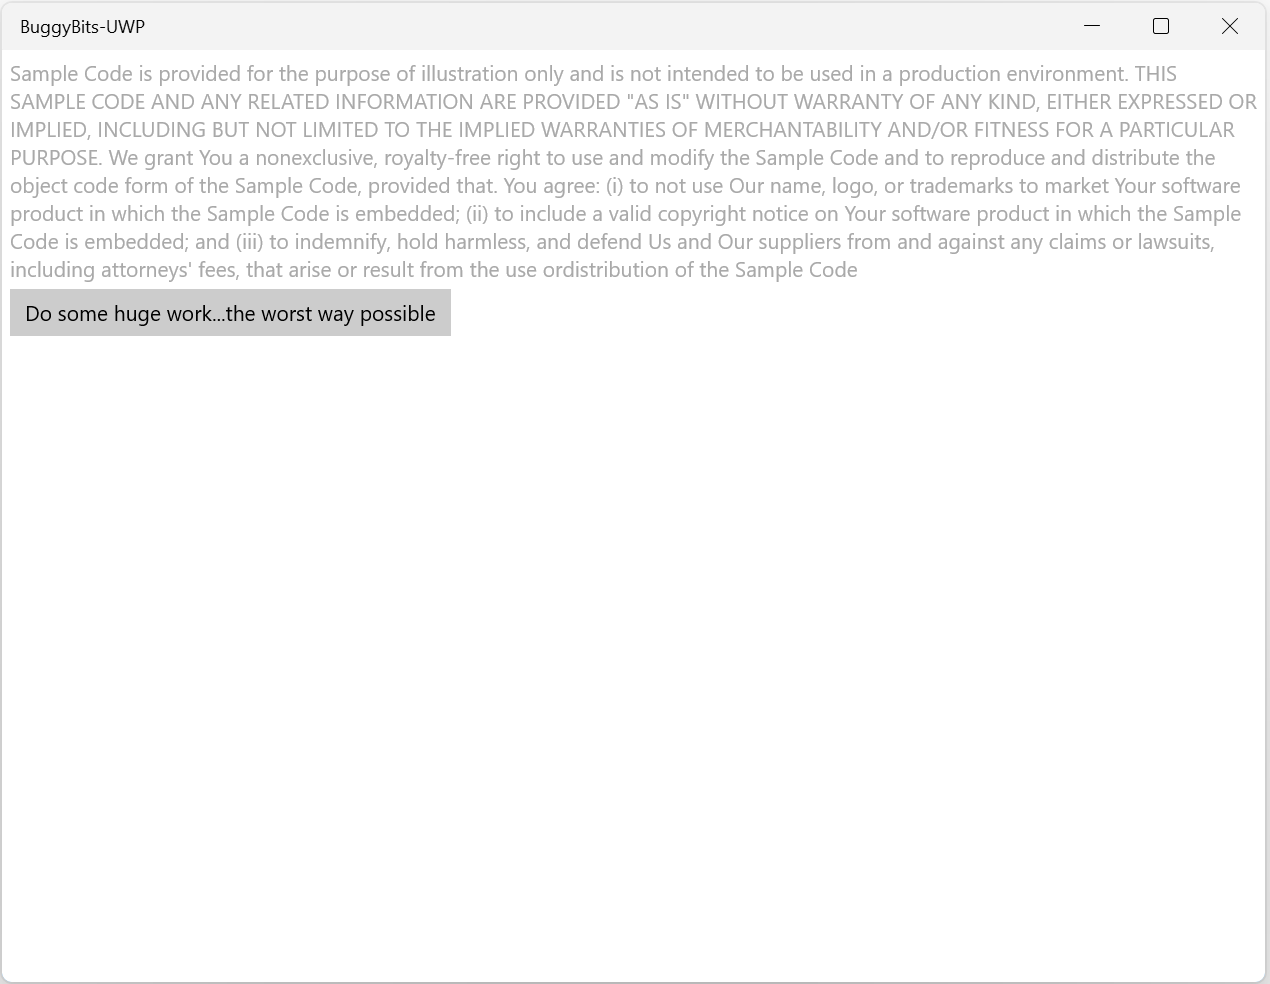 BuggyBits-UWP
Sample Code is provided for the purpose of illustration only and is not intended to be used in a production environment. THIS
SAMPLE CODE AND ANY RELATED INFORMATION ARE PROVIDED "AS IS" WITHOUT WARRANTY OF ANY KIND, EITHER EXPRESSED OR
IMPLIED, INCLUDING BUT NOT LIMITED TO THE IMPLIED WARRANTIES OF MERCHANTABILITY AND/OR FITNESS FOR A PARTICULAR
PURPOSE. We grant You a nonexclusive, royalty-free right to use and modify the Sample Code and to reproduce and distribute the
object code form of the Sample Code, provided that. You agree: (i) to not use Our name, logo, or trademarks to market Your software
product in which the Sample Code is embedded; (ii) to include a valid copyright notice on Your software product in which the Sample
Code is embedded; and (iii) to indemnify, hold harmless, and defend Us and Our suppliers from and against any claims or lawsuits,
including attorneys' fees, that arise or result from the use ordistribution of the Sample Code
Do some huge work...the worst way possible